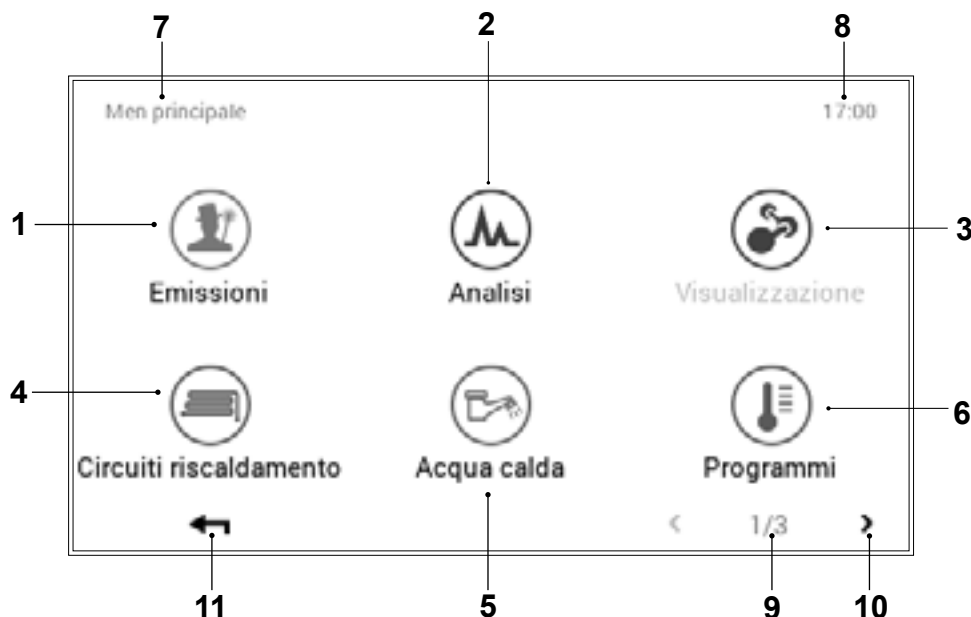 7 2 8
Men principale 17:00
1 3
Emissioni Analisi Visualizzazione
4 6
Circuiti riscaldamento Acqua calda Programmi
< 1/3 >
11 5 9 10